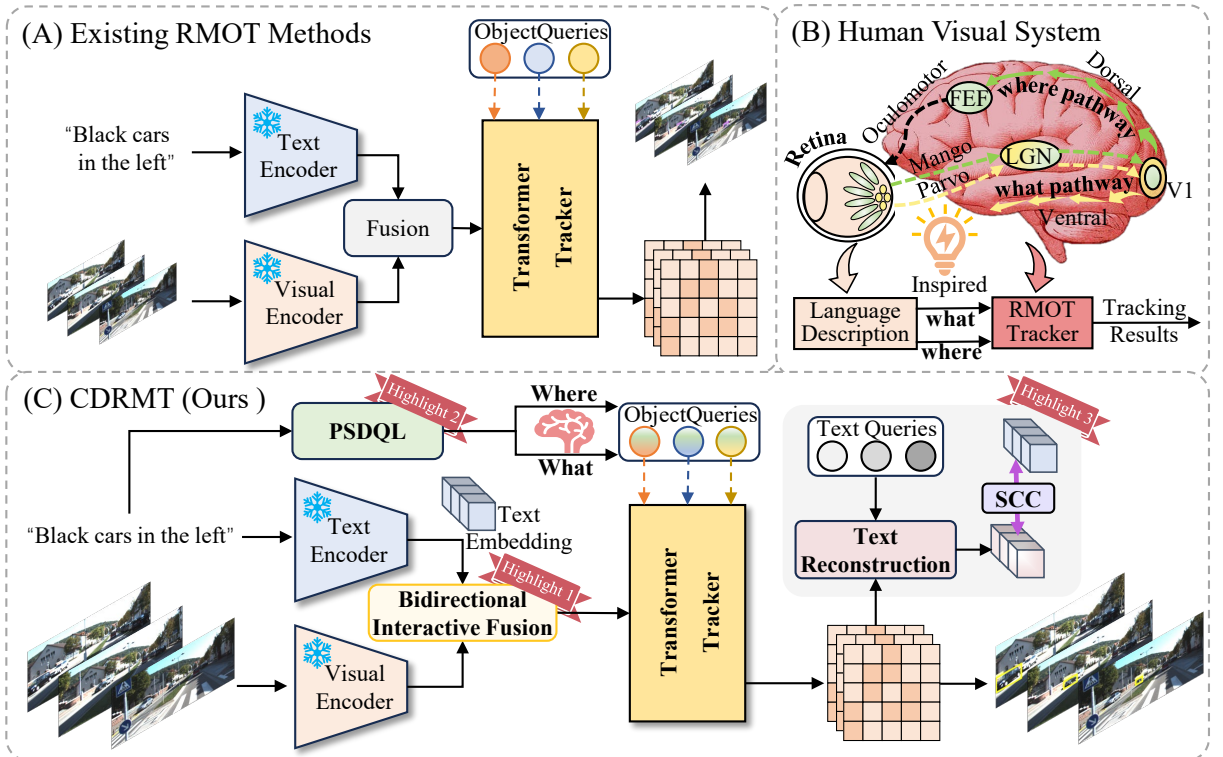 (A) Existing RMOT Methods
ObjectQueries
“Black cars
in the left”
Text
Encoder
Fusion
Visual
Encoder
Transformer
Tracker
(B) Human Visual System
Dorsal
Oculomotor
FEF
where pathway
Retina
Mango
Parvo
LGN
what pathway
V1
Ventral
Inspired
Language
Description
what
where
RMOT
Tracker
Tracking
Results
(C) CDRMT (Ours )
Highlight 2
PSDQL
Where
What
ObjectQueries
“Black cars in the left”
Text
Encoder
Text
Embedding
Highlight 1
Bidirectional
Interactive Fusion
Visual
Encoder
Transformer
Tracker
Highlight 3
Text Queries
SCC
Text
Reconstruction